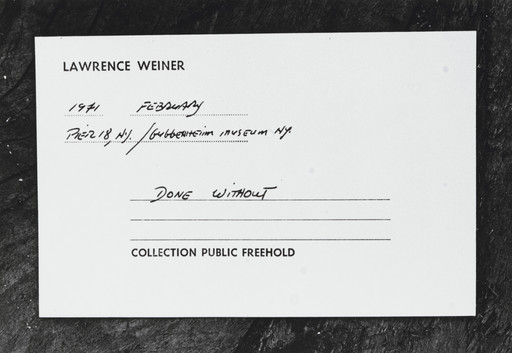 LAWRENCE WEINER
1971 FEBRUARY
PIER 18, N.Y. / GUGGENHEIM MUSEUM NY.
DONE WITHOUT
COLLECTION PUBLIC FREEHOLD